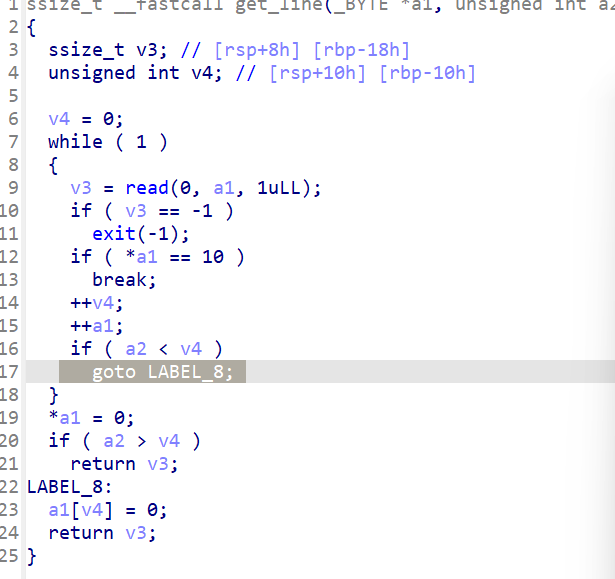 1 ssize_t __fastcall get_line(_BYTE *a1, unsigned int a2
2 {
3 ssize_t v3; // [rsp+8h] [rbp-18h]
4 unsigned int v4; // [rsp+10h] [rbp-10h]
5
6 v4 = 0;
7 while ( 1 )
8 {
9 v3 = read(0, a1, 1uLL);
10 if ( v3 == -1 )
11 exit(-1);
12 if ( *a1 == 10 )
13 break;
14 ++v4;
15 ++a1;
16 if ( a2 < v4 )
17 goto LABEL_8;
18 }
19 *a1 = 0;
20 if ( a2 > v4 )
21 return v3;
22 LABEL_8:
23 a1[v4] = 0;
24 return v3;
25 }